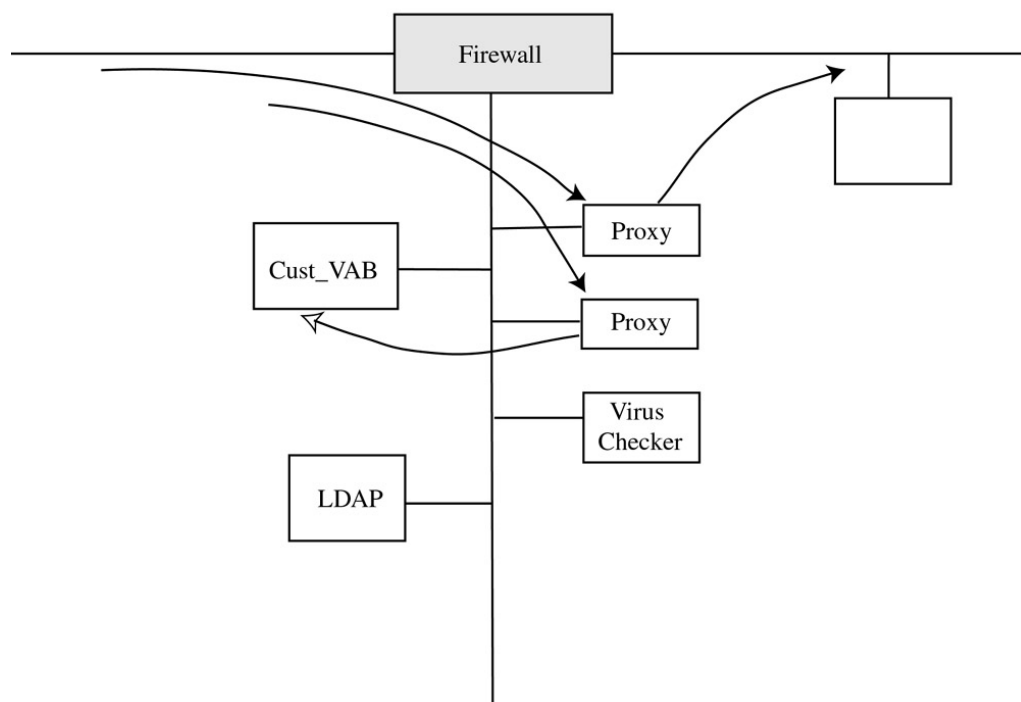 Firewall
Proxy
Cust_VAB
Proxy
Virus
Checker
LDAP